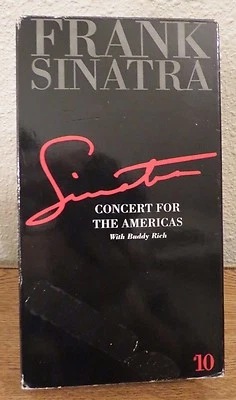 FRANK
SINATRA
Sinatra
CONCERT FOR
THE AMERICAS
With Buddy Rich
10